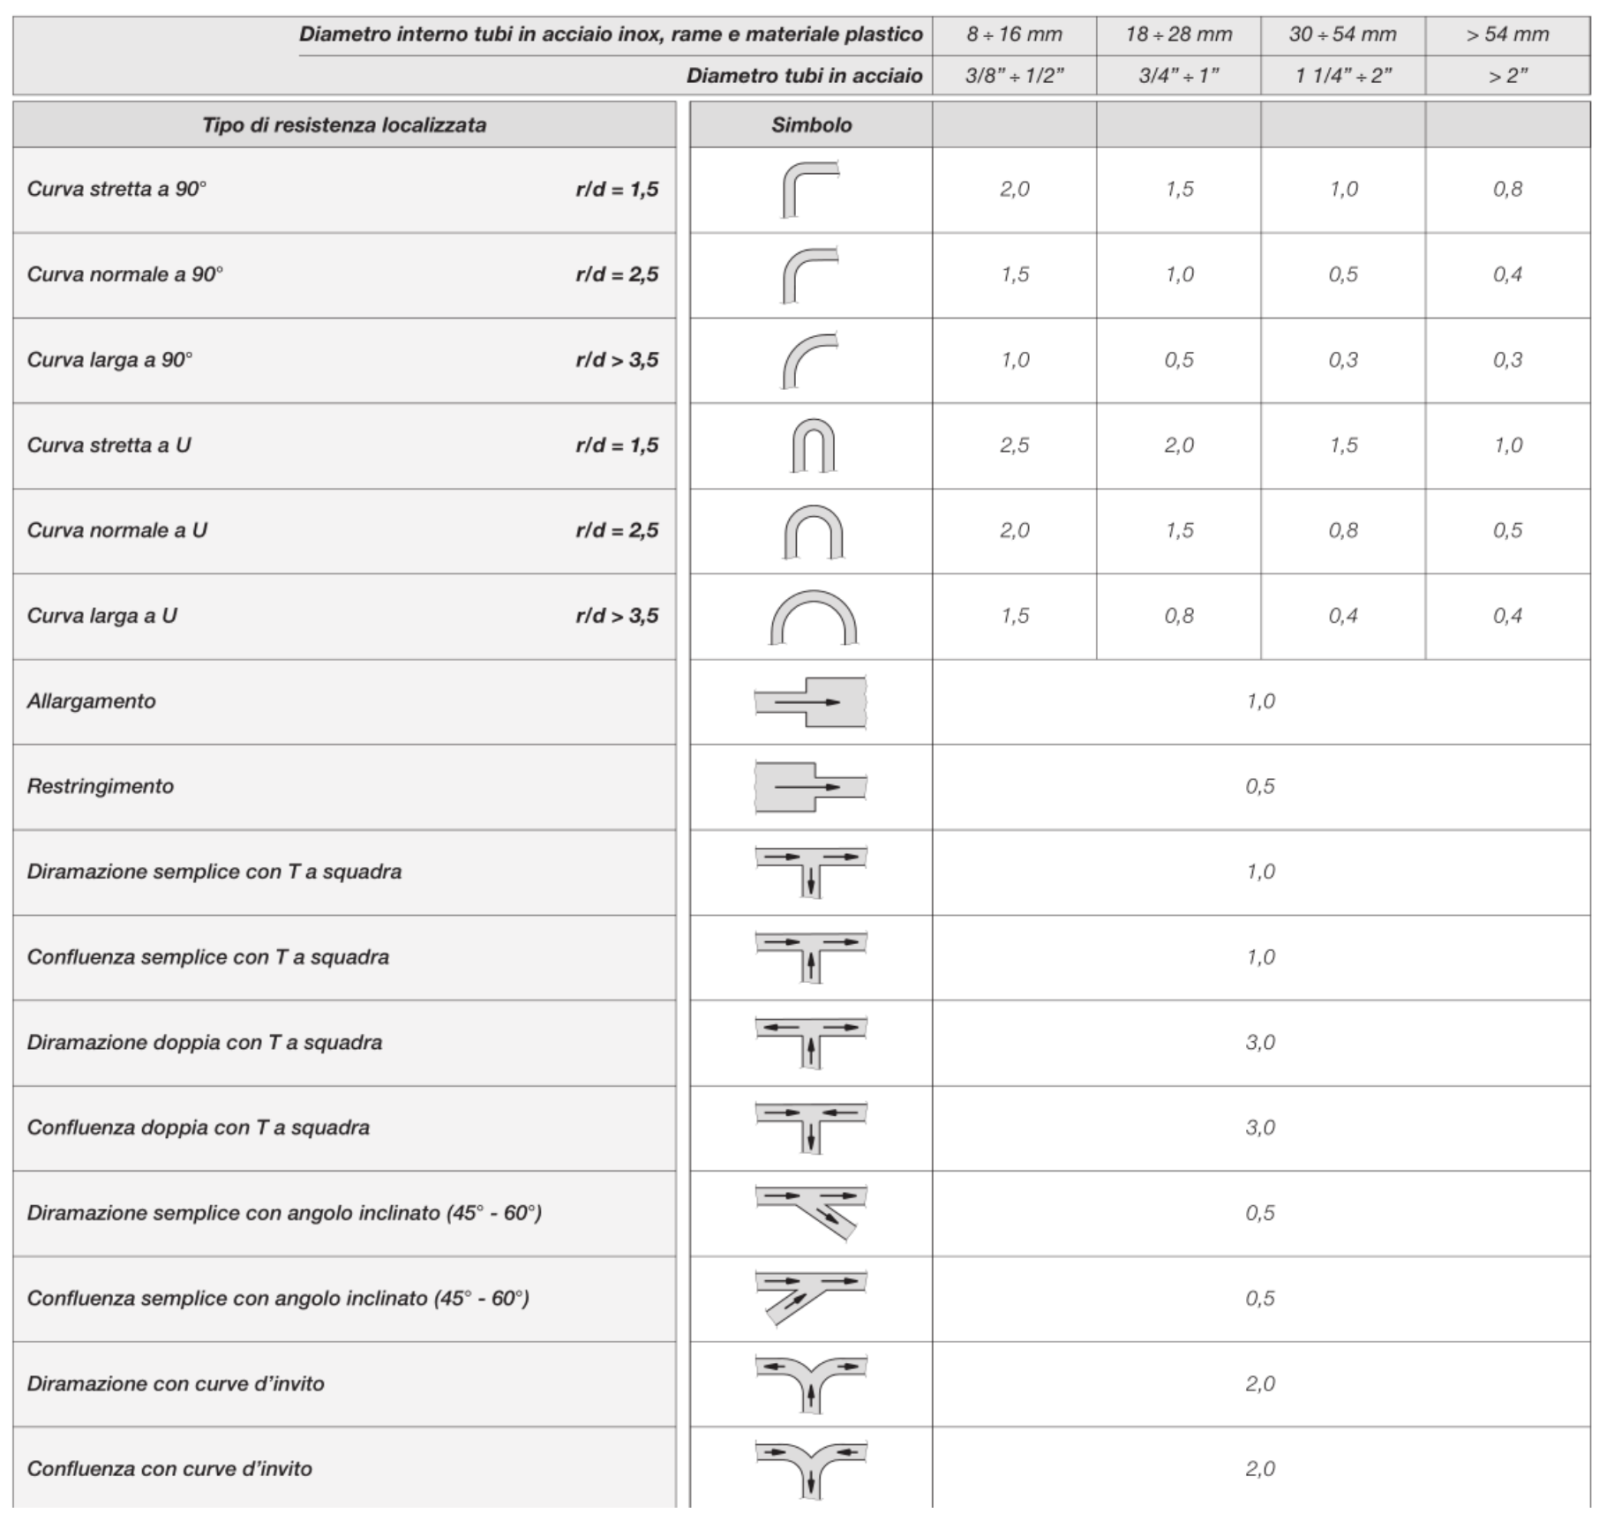 Diametro interno tubi in acciaio inox, rame e materiale plastico 8 ÷ 16 mm 18 ÷ 28 mm 30 ÷ 54 mm > 54 mm
Diametro tubi in acciaio 3/8” ÷ 1/2” 3/4” ÷ 1” 1 1/4” ÷ 2” > 2”
Tipo di resistenza localizzata Simbolo
Curva stretta a 90° r/d = 1,5 2,0 1,5 1,0 0,8
Curva normale a 90° r/d = 2,5 1,5 1,0 0,5 0,4
Curva larga a 90° r/d > 3,5 1,0 0,5 0,3 0,3
Curva stretta a U r/d = 1,5 2,5 2,0 1,5 1,0
Curva normale a U r/d = 2,5 2,0 1,5 0,8 0,5
Curva larga a U r/d > 3,5 1,5 0,8 0,4 0,4
Allargamento 1,0
Restringimento 0,5
Diramazione semplice con T a squadra 1,0
Confluenza semplice con T a squadra 1,0
Diramazione doppia con T a squadra 3,0
Confluenza doppia con T a squadra 3,0
Diramazione semplice con angolo inclinato (45° - 60°) 0,5
Confluenza semplice con angolo inclinato (45° - 60°) 0,5
Diramazione con curve d’invito 2,0
Confluenza con curve d’invito 2,0